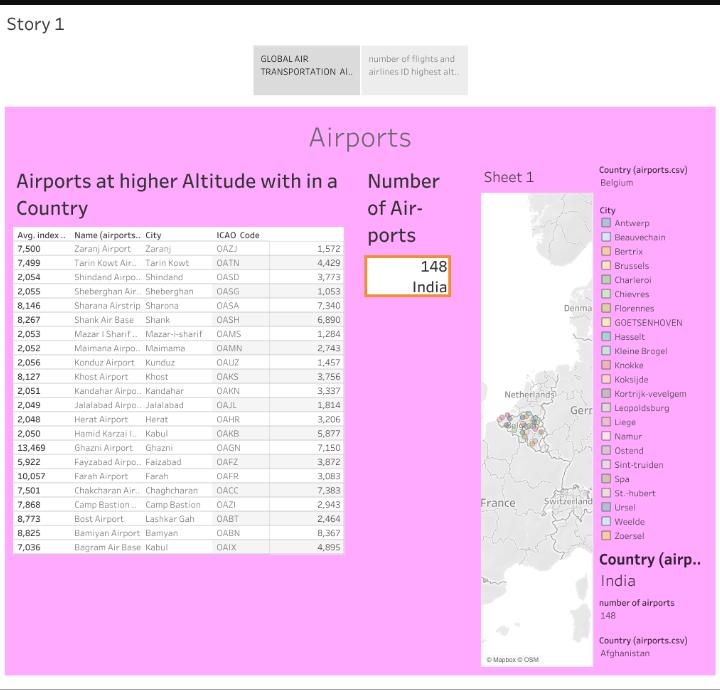 Story 1
GLOBAL AIR
TRANSPORTATION AI..
number of flights and
airlines ID highest alt..
Airports
Airports at higher Altitude with in a
Country
Avg. index .. Name (airports.. City ICAO Code
7,500 Zaranj Airport Zaranj OAZJ 1,572
7,499 Tarin Kowt Air.. Tarin Kowt OATN 4,429
2,054 Shindand Airpo.. Shindand OASD 3,773
2,055 Sheberghan Air.. Sheberghan OASG 1,053
8,146 Sharana Airstrip Sharona OASA 7,340
8,267 Shank Air Base Shank OASH 6,890
2,053 Mazar I Sharif .. Mazar-i-sharif OAMS 1,284
2,052 Maimana Airpo.. Maimama OAMN 2,743
2,056 Konduz Airport Kunduz OAUZ 1,457
8,127 Khost Airport Khost OAKS 3,756
2,051 Kandahar Airpo.. Kandahar OAKN 3,337
2,049 Jalalabad Airpo.. Jalalabad OAJL 1,814
2,048 Herat Airport Herat OAHR 3,206
2,050 Hamid Karzai I.. Kabul OAKB 5,877
13,469 Ghazni Airport Ghazni OAGN 7,150
5,922 Fayzabad Airpo.. Faizabad OAFZ 3,872
10,057 Farah Airport Farah OAFR 3,083
7,501 Chakcharan Air.. Chaghcharan OACC 7,383
7,868 Camp Bastion .. Camp Bastion OAZI 2,943
8,773 Bost Airport Lashkar Gah OABT 2,464
8,825 Bamiyan Airport Bamyan OABN 8,367
7,036 Bagram Air Base Kabul OAIX 4,895
Number
of Air-
ports
148
India
Sheet 1
Denma
Netherlands
Gerr
France
Switzerland
© Mapbox © OSM
Country (airports.csv)
Belgium
City
Antwerp
Beauvechain
Bertrix
Brussels
Charleroi
Chievres
Florennes
GOETSENHOVEN
Hasselt
Kleine Brogel
Knokke
Koksijde
Kortrijk-vevelgem
Leopoldsburg
Liege
Namur
Ostend
Sint-truiden
Spa
St.-hubert
Ursel
Weelde
Zoersel
Country (airp..
India
number of airports
148
Country (airports.csv)
Afghanistan